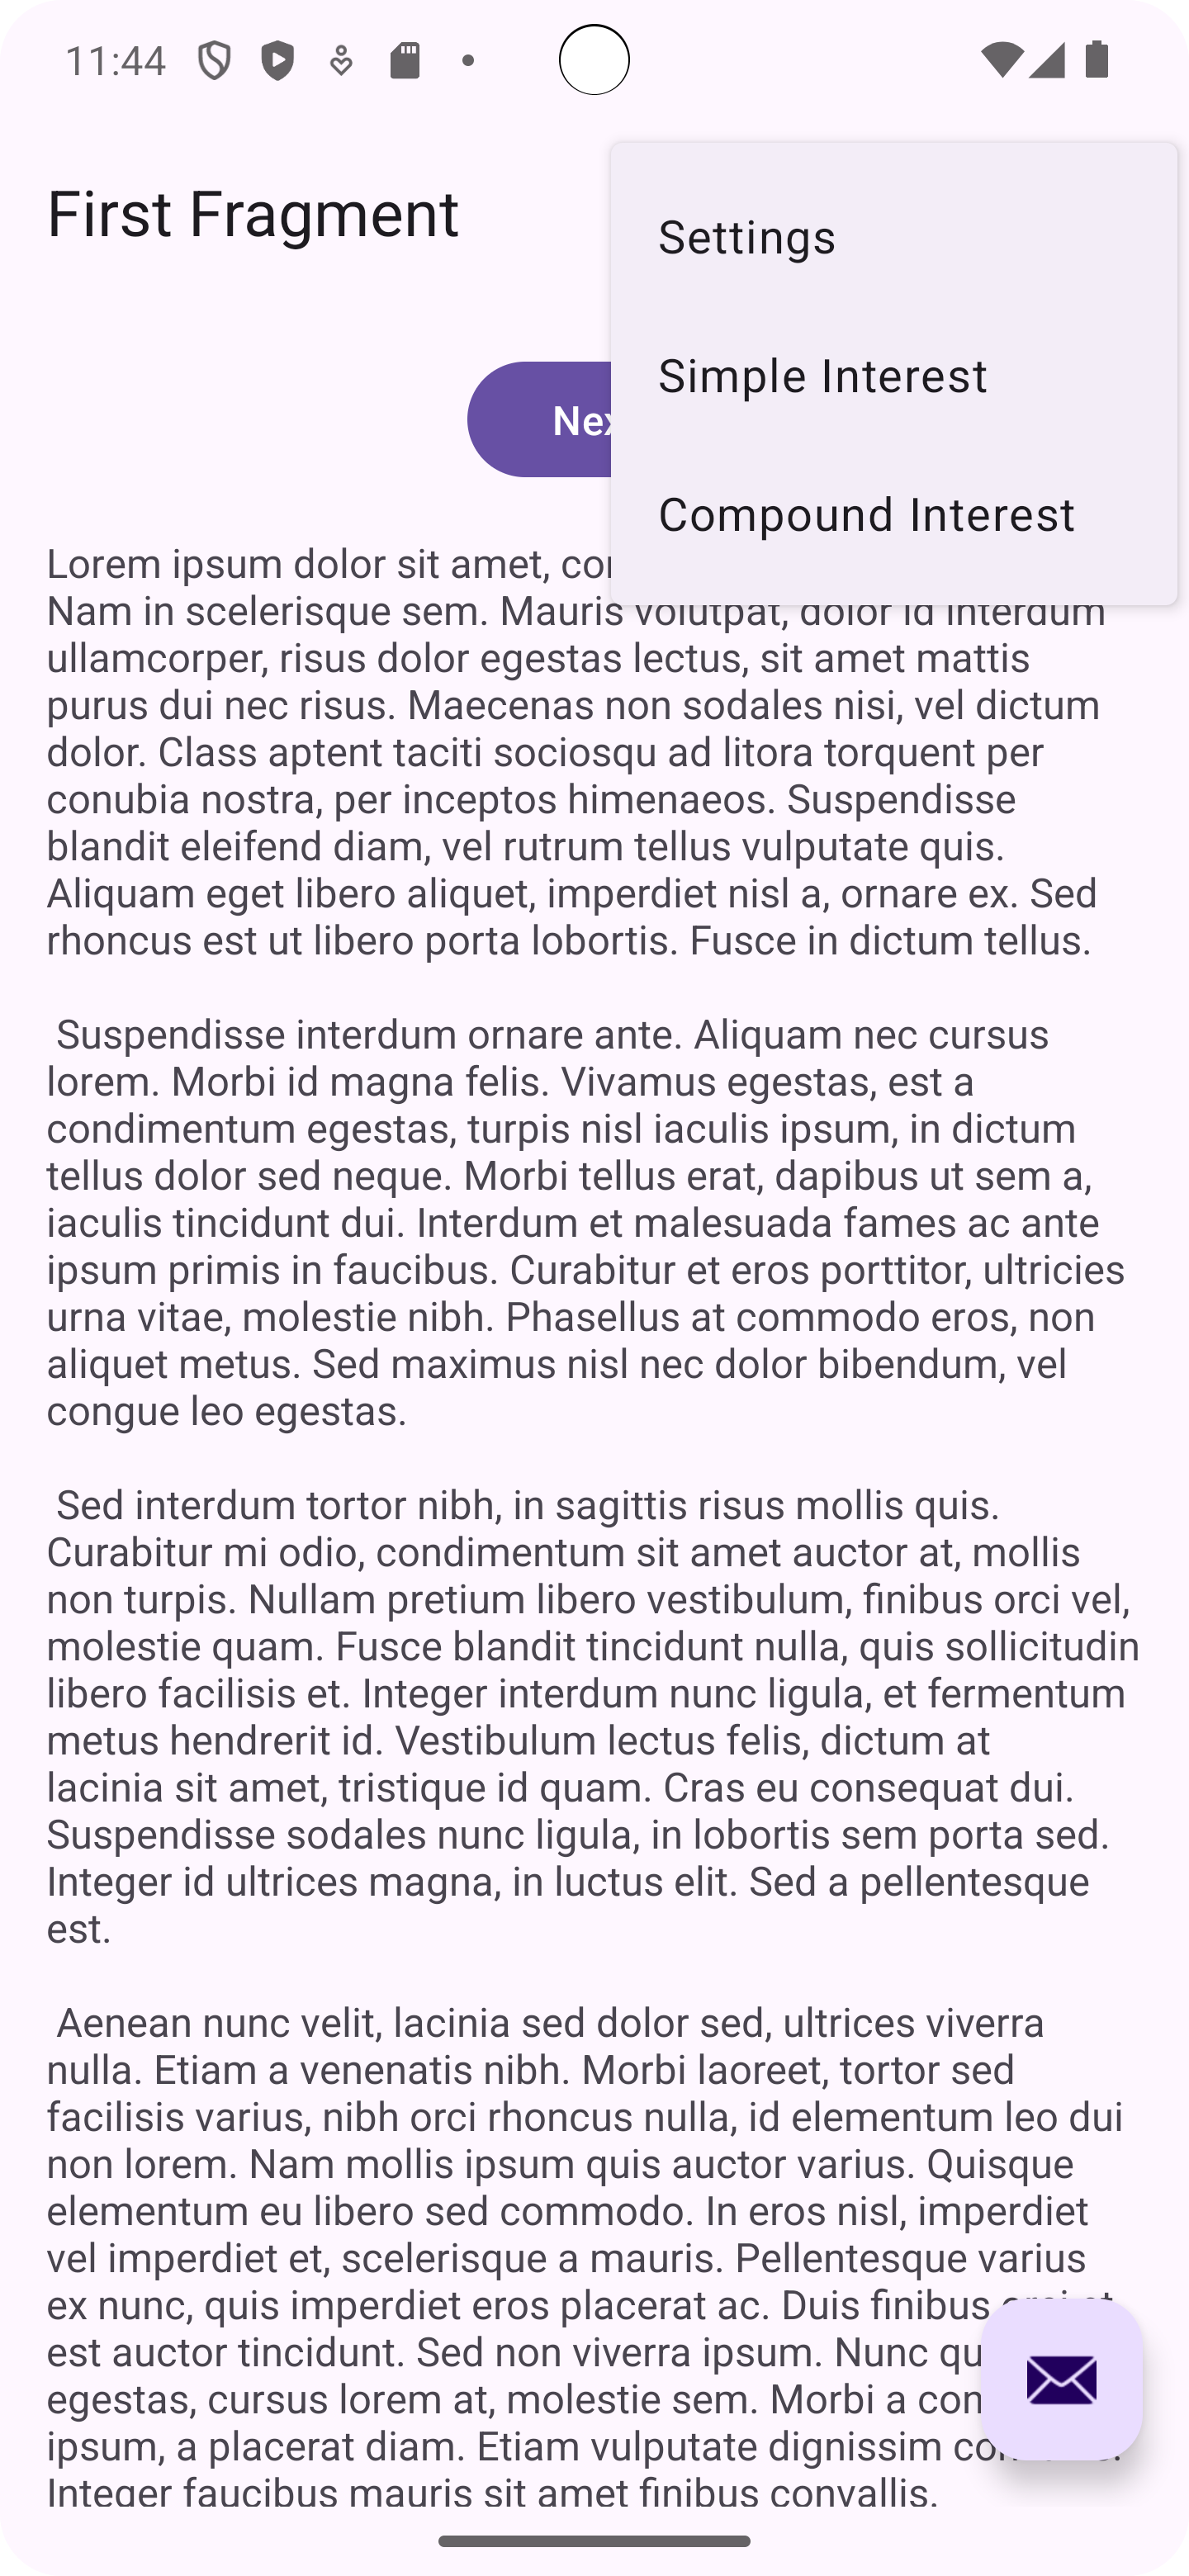 11:44
First Fragment
Settings
Simple Interest
Compound Interest
Lorem ipsum dolor sit amet,
Nam in scelerisque sem. Mauris volutpat, dolor id interdum
ullamcorper, risus dolor egestas lectus, sit amet mattis
purus dui nec risus. Maecenas non sodales nisi, vel dictum
dolor. Class aptent taciti sociosqu ad litora torquent per
conubia nostra, per inceptos himenaeos. Suspendisse
blandit eleifend diam, vel rutrum tellus vulputate quis.
Aliquam eget libero aliquet, imperdiet nisl a, ornare ex. Sed
rhoncus est ut libero porta lobortis. Fusce in dictum tellus.
Suspendisse interdum ornare ante. Aliquam nec cursus
lorem. Morbi id magna felis. Vivamus egestas, est a
condimentum egestas, turpis nisl iaculis ipsum, in dictum
tellus dolor sed neque. Morbi tellus erat, dapibus ut sem a,
iaculis tincidunt dui. Interdum et malesuada fames ac ante
ipsum primis in faucibus. Curabitur et eros porttitor, ultricies
urna vitae, molestie nibh. Phasellus at commodo eros, non
aliquet metus. Sed maximus nisl nec dolor bibendum, vel
congue leo egestas.
Sed interdum tortor nibh, in sagittis risus mollis quis.
Curabitur mi odio, condimentum sit amet auctor at, mollis
non turpis. Nullam pretium libero vestibulum, finibus orci vel,
molestie quam. Fusce blandit tincidunt nulla, quis sollicitudin
libero facilisis et. Integer interdum nunc ligula, et fermentum
metus hendrerit id. Vestibulum lectus felis, dictum at
lacinia sit amet, tristique id quam. Cras eu consequat dui.
Suspendisse sodales nunc ligula, in lobortis sem porta sed.
Integer id ultrices magna, in luctus elit. Sed a pellentesque
est.
Aenean nunc velit, lacinia sed dolor sed, ultrices viverra
nulla. Etiam a venenatis nibh. Morbi laoreet, tortor sed
facilisis varius, nibh orci rhoncus nulla, id elementum leo dui
non lorem. Nam mollis ipsum quis auctor varius. Quisque
elementum eu libero sed commodo. In eros nisl, imperdiet
vel imperdiet et, scelerisque a mauris. Pellentesque varius
ex nunc, quis imperdiet eros placerat ac. Duis finibus
est auctor tincidunt. Sed non viverra ipsum. Nunc
egestas, cursus lorem at, molestie sem. Morbi a
ipsum, a placerat diam. Etiam vulputate dignissim
Integer faucibus mauris sit amet finibus convallis.